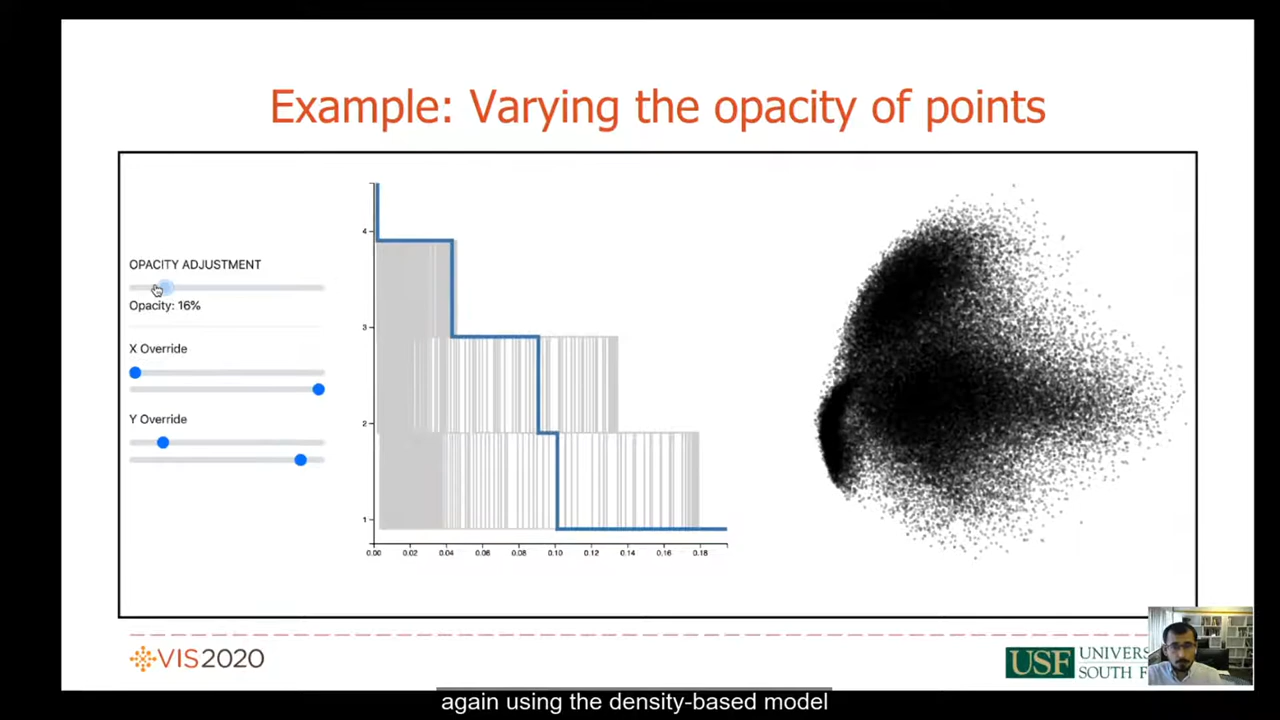 Example: Varying the opacity of points
OPACITY ADJUSTMENT
Opacity: 16%
X Override
Y Override
4
3
2
1
0.00 0.02 0.04 0.06 0.08 0.10 0.12 0.14 0.16 0.18
VIS2020
USF
UNIVERS
SOUTH F
again using the density-based model